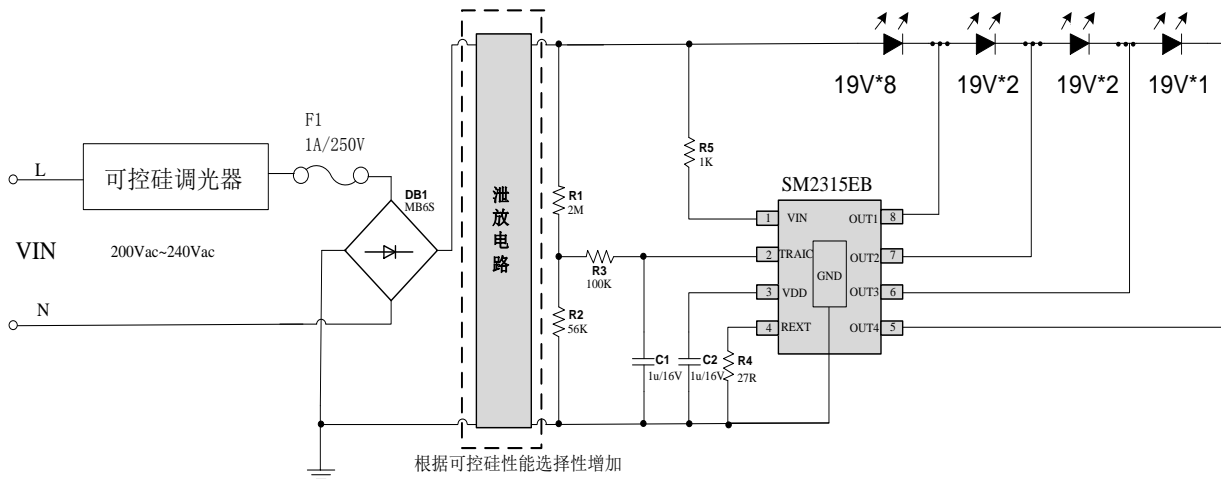 19V*8
19V*2
19V*2
19V*1
F1
1A/250V
L
可控硅调光器
DB1
MB6S
VIN
200Vac~240Vac
N
泄放电路
R1
2M
R3
100K
R2
56K
R5
1K
SM2315EB
1
VIN
OUT1
8
2
TRAIC
OUT2
7
GND
3
VDD
OUT3
6
4
REXT
OUT4
5
C1
1u/16V
C2
1u/16V
R4
27R
根据可控硅性能选择性增加